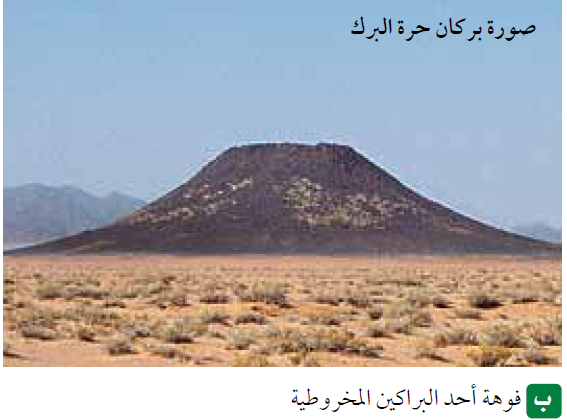 صورة بركان حرة البرك
ب فوهة أحد البراكين المخروطية